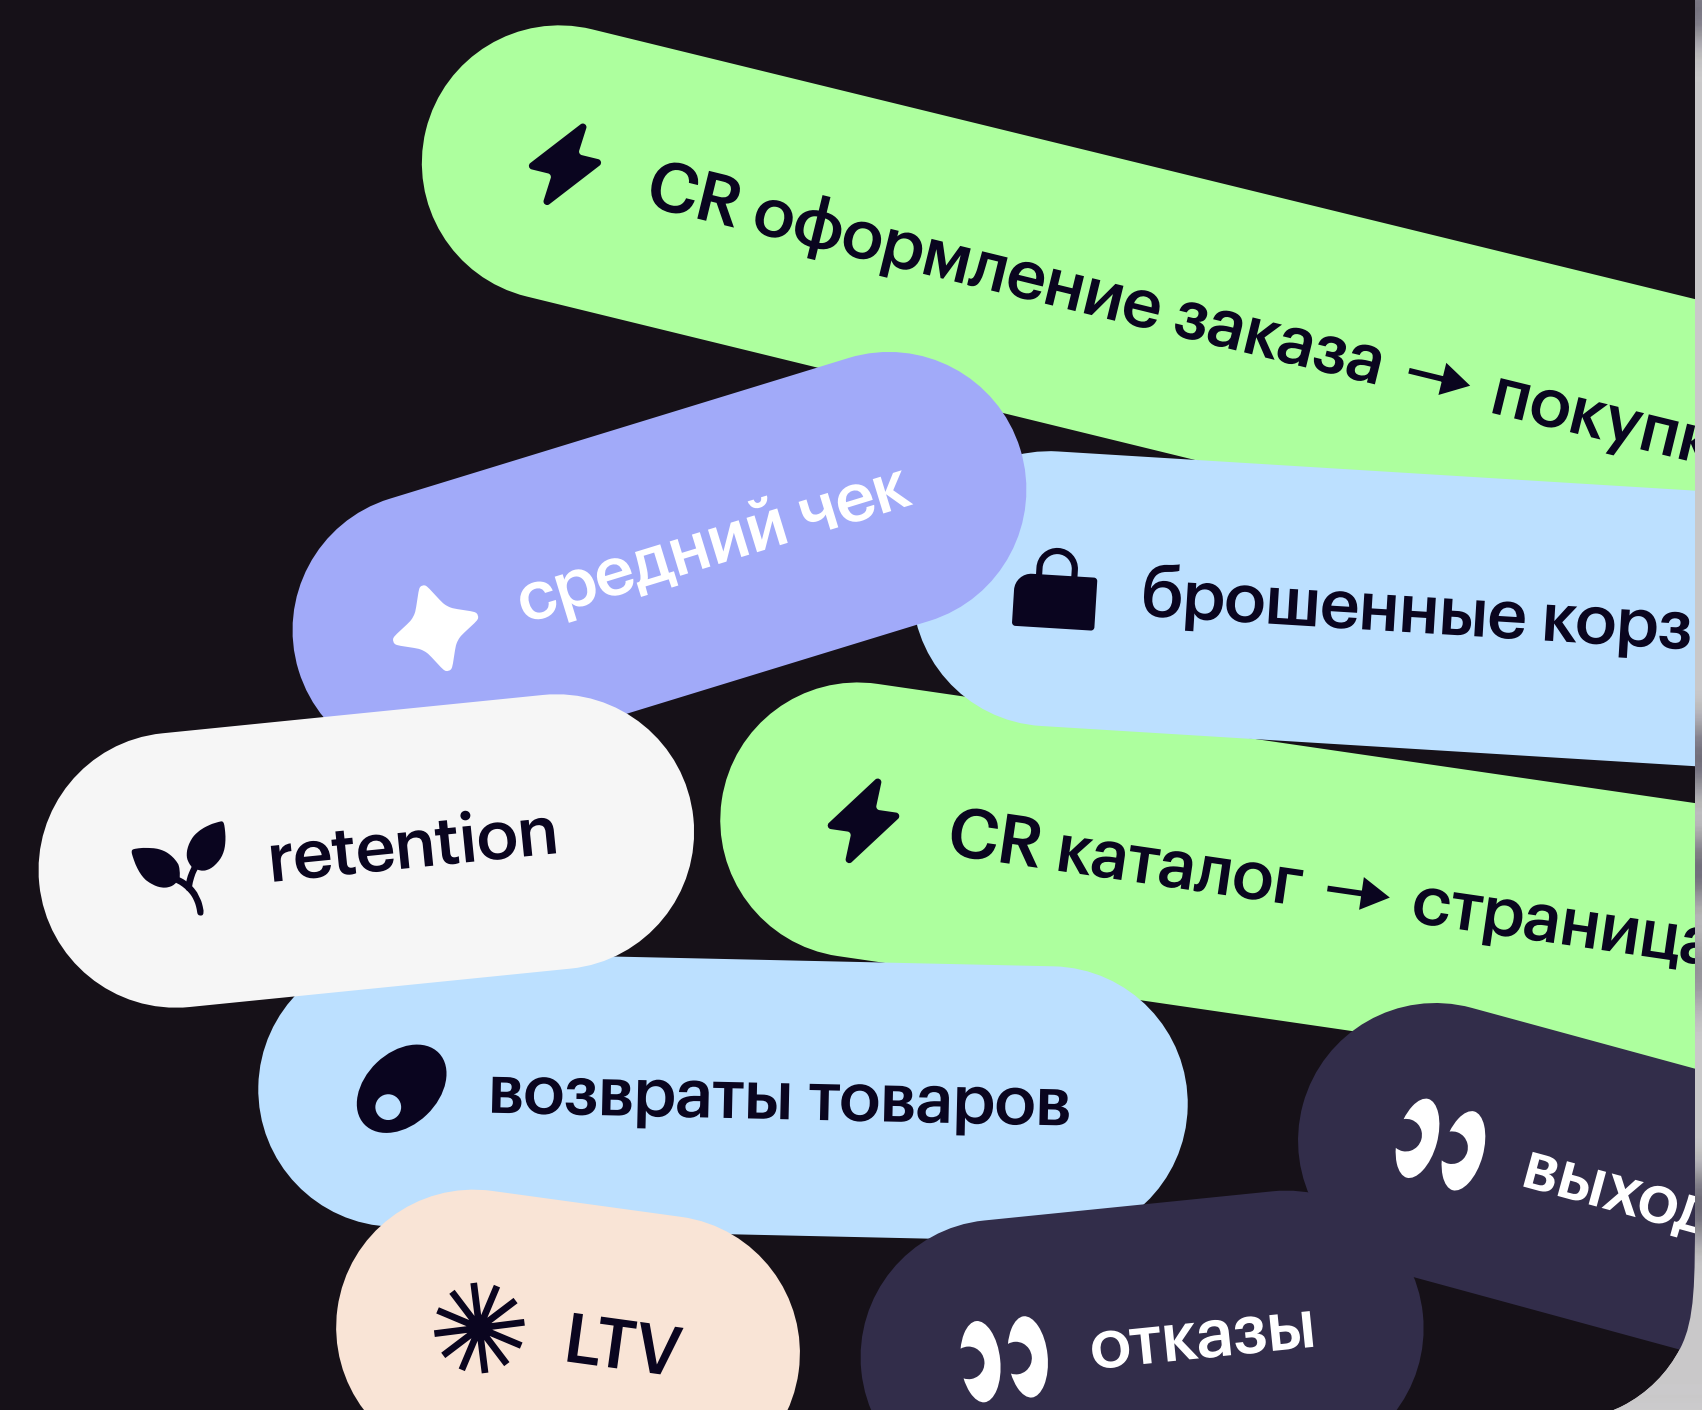 CR оформление заказа → покупк
средний чек
брошенные корз
retention
CR каталог → страница
возвраты товаров
выход
LTV
отказы